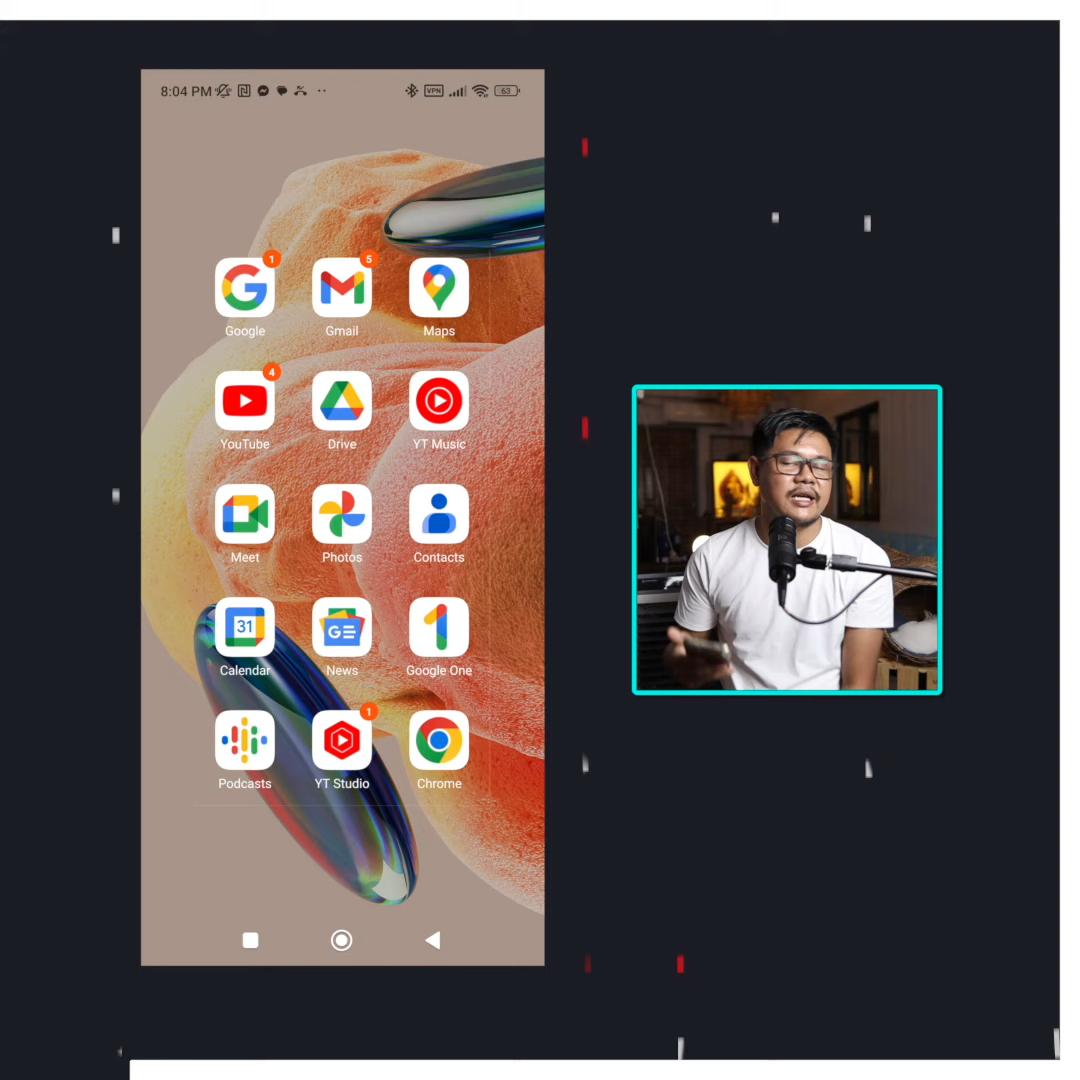 8:04 PM VPN 63
1 5
Google Gmail Maps
4
YouTube Drive YT Music
Meet Photos Contacts
31 GE
Calendar News Google One
1
Podcasts YT Studio Chrome